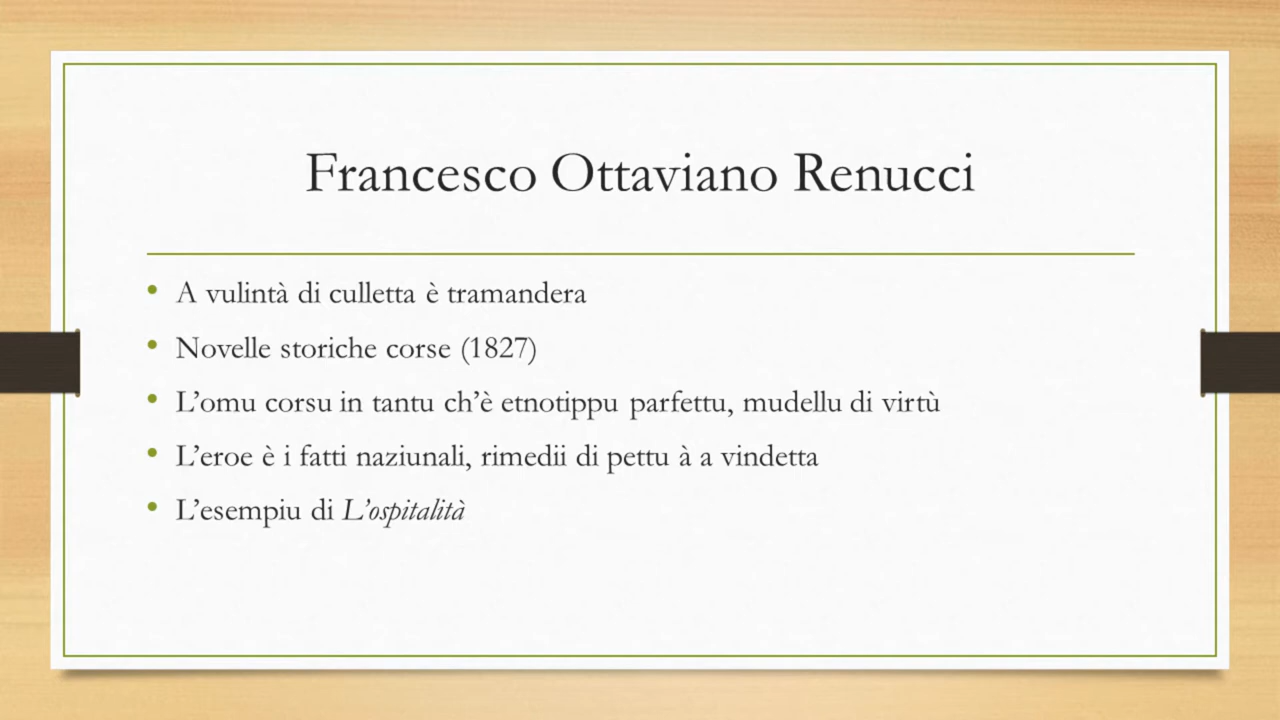 Francesco Ottaviano Renucci
• A vulintà di culletta è tramandera
• Novelle storiche corse (1827)
• L’omu corsu in tantu ch’è etnotippu parfettu, mudellu di virtù
• L’eroe è i fatti naziunali, rimedii di pettu à a vindetta
• L’esempiu di L’ospitalità